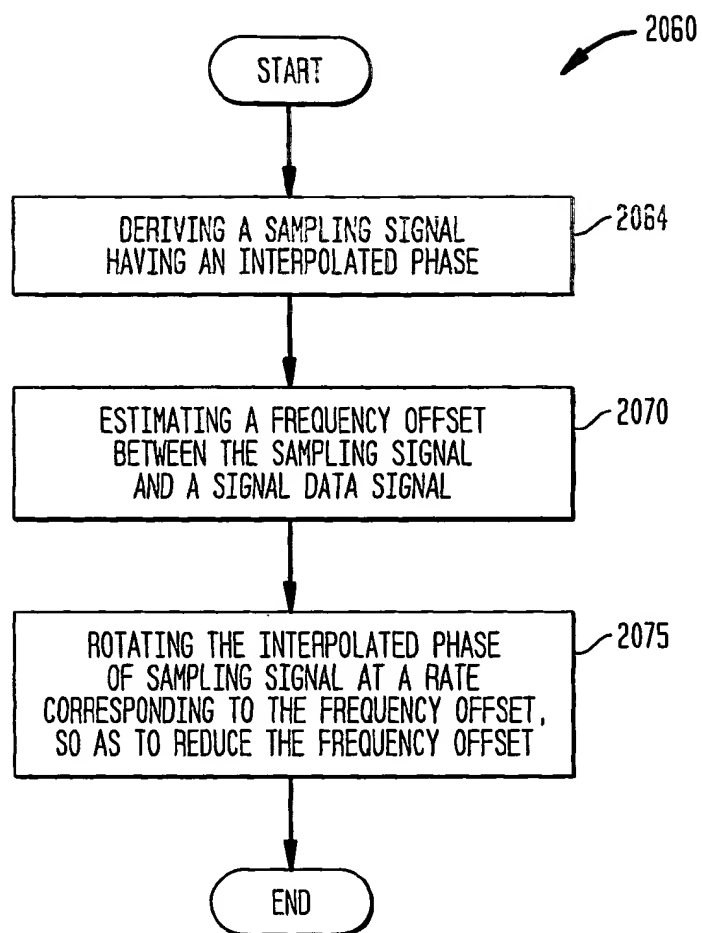 2060
START
DERIVING A SAMPLING SIGNAL
HAVING AN INTERPOLATED PHASE
2064
ESTIMATING A FREQUENCY OFFSET
BETWEEN THE SAMPLING SIGNAL
AND A SIGNAL DATA SIGNAL
2070
ROTATING THE INTERPOLATED PHASE
OF SAMPLING SIGNAL AT A RATE
CORRESPONDING TO THE FREQUENCY OFFSET,
SO AS TO REDUCE THE FREQUENCY OFFSET
2075
END